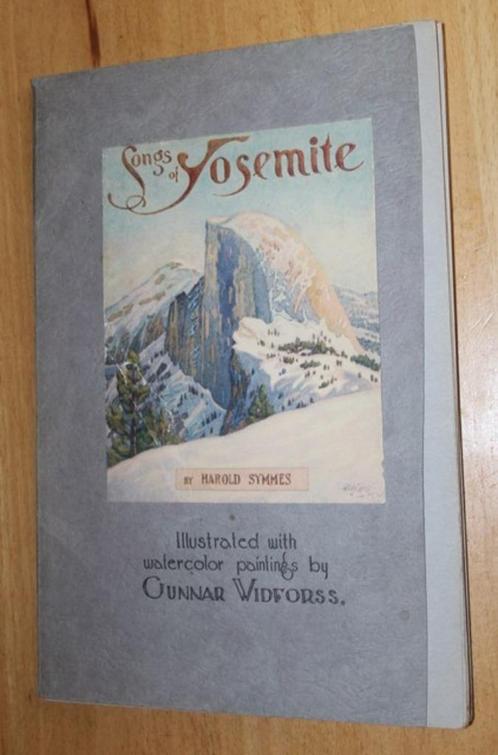 Songs
of Yosemite
BY HAROLD SYMMES
Illustrated with
watercolor paintings by
GUNNAR WIDFORSS.